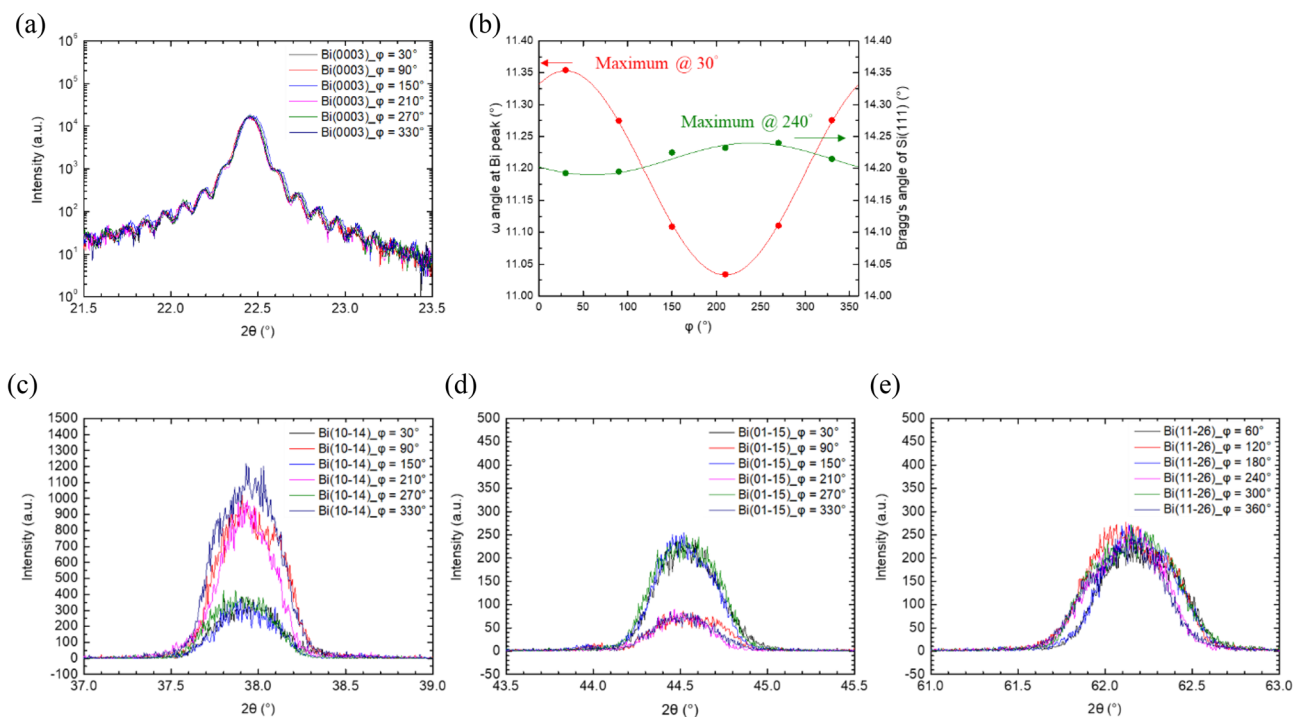 (a)
10^6
10^5
10^4
10^3
10^2
10^1
10^0
Intensity (a.u.)
Bi(0003)_φ = 30°
Bi(0003)_φ = 90°
Bi(0003)_φ = 150°
Bi(0003)_φ = 210°
Bi(0003)_φ = 270°
Bi(0003)_φ = 330°
21.5 22.0 22.5 23.0 23.5
2θ (°)
(b)
11.40
11.35
11.30
11.25
11.20
11.15
11.10
11.05
11.00
ω angle at Bi peak (°)
Maximum @ 30°
Maximum @ 240°
14.40
14.35
14.30
14.25
14.20
14.15
14.10
14.05
14.00
Bragg's angle of Si(111) (°)
0 50 100 150 200 250 300 350
φ (°)
(c)
1500
1400
1300
1200
1100
1000
900
800
700
600
500
400
300
200
100
0
-100
Intensity (a.u.)
Bi(10-14)_φ = 30°
Bi(10-14)_φ = 90°
Bi(10-14)_φ = 150°
Bi(10-14)_φ = 210°
Bi(10-14)_φ = 270°
Bi(10-14)_φ = 330°
37.0 37.5 38.0 38.5 39.0
2θ (°)
(d)
500
450
400
350
300
250
200
150
100
50
0
-50
Intensity (a.u.)
Bi(01-15)_φ = 30°
Bi(01-15)_φ = 90°
Bi(01-15)_φ = 150°
Bi(01-15)_φ = 210°
Bi(01-15)_φ = 270°
Bi(01-15)_φ = 330°
43.5 44.0 44.5 45.0 45.5
2θ (°)
(e)
500
450
400
350
300
250
200
150
100
50
0
-50
Intensity (a.u.)
Bi(11-26)_φ = 60°
Bi(11-26)_φ = 120°
Bi(11-26)_φ = 180°
Bi(11-26)_φ = 240°
Bi(11-26)_φ = 300°
Bi(11-26)_φ = 360°
61.0 61.5 62.0 62.5 63.0
2θ (°)